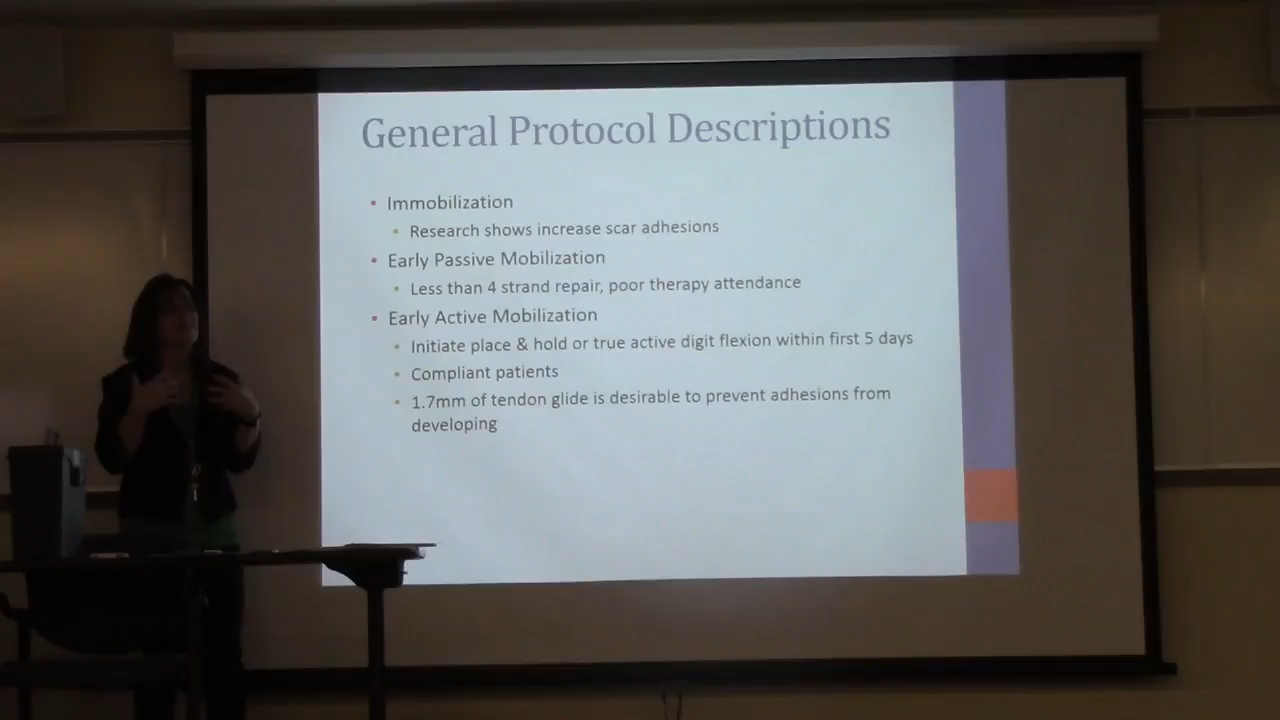 General Protocol Descriptions
• Immobilization
• Research shows increase scar adhesions
• Early Passive Mobilization
• Less than 4 strand repair, poor therapy attendance
• Early Active Mobilization
• Initiate place & hold or true active digit flexion within first 5 days
• Compliant patients
• 1.7mm of tendon glide is desirable to prevent adhesions from
developing